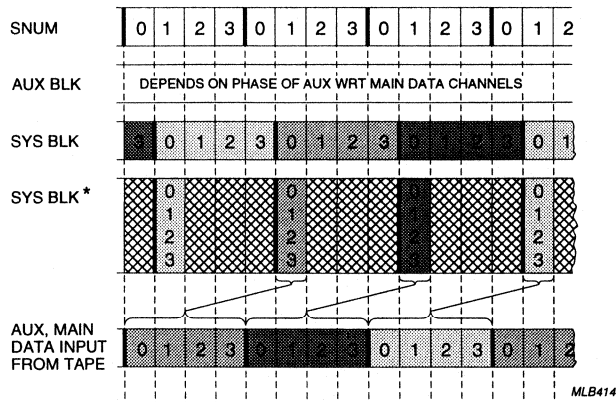 SNUM 0 1 2 3 0 1 2 3 0 1 2 3 0 1 2
AUX BLK DEPENDS ON PHASE OF AUX WRT MAIN DATA CHANNELS
SYS BLK 3 0 1 2 3 0 1 2 3 0 1 2 3 0 1
SYS BLK* 0 0 0 0
1 1 1 1
2 2 2 2
3 3 3 3
AUX, MAIN
DATA INPUT 0 1 2 3 0 1 2 3 0 1 2 3 0 1 2
FROM TAPE
MLB414